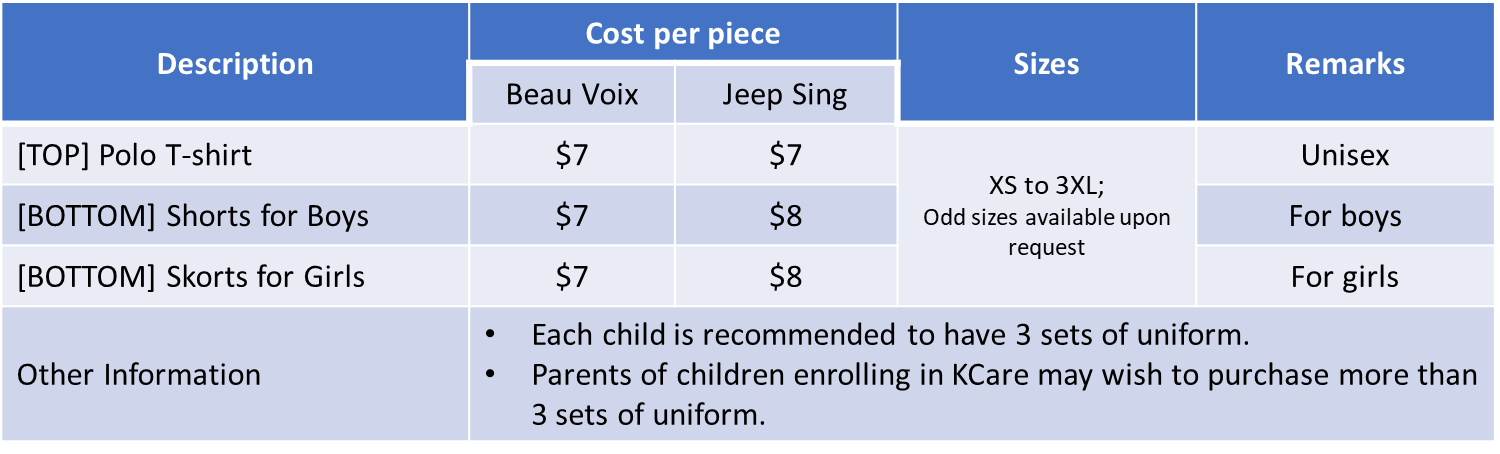 Description
Cost per piece
Sizes
Remarks
Beau Voix
Jeep Sing
[TOP] Polo T-shirt
$7
$7
XS to 3XL;
Odd sizes available upon
request
Unisex
[BOTTOM] Shorts for Boys
$7
$8
For boys
[BOTTOM] Skorts for Girls
$7
$8
For girls
Other Information
• Each child is recommended to have 3 sets of uniform.
• Parents of children enrolling in KCare may wish to purchase more than
3 sets of uniform.